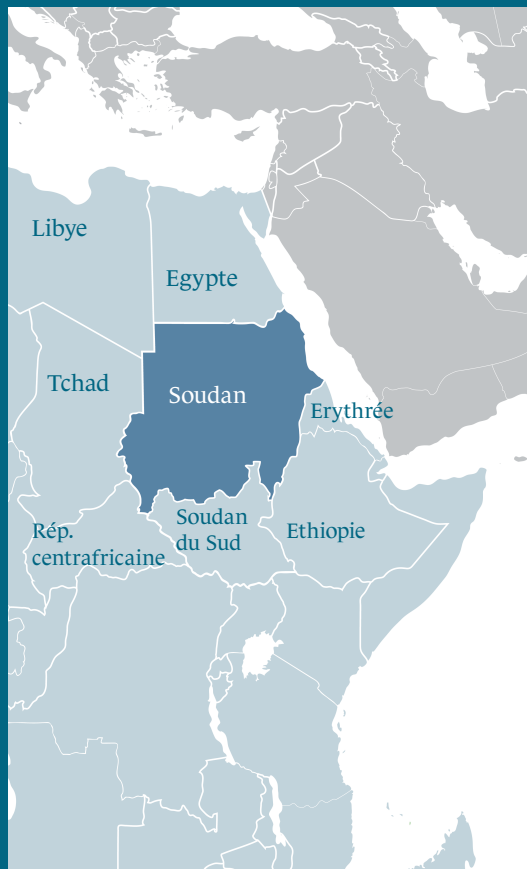 Libye
Egypte
Tchad
Soudan
Erythrée
Soudan
du Sud
Ethiopie
Rép.
centrafricaine